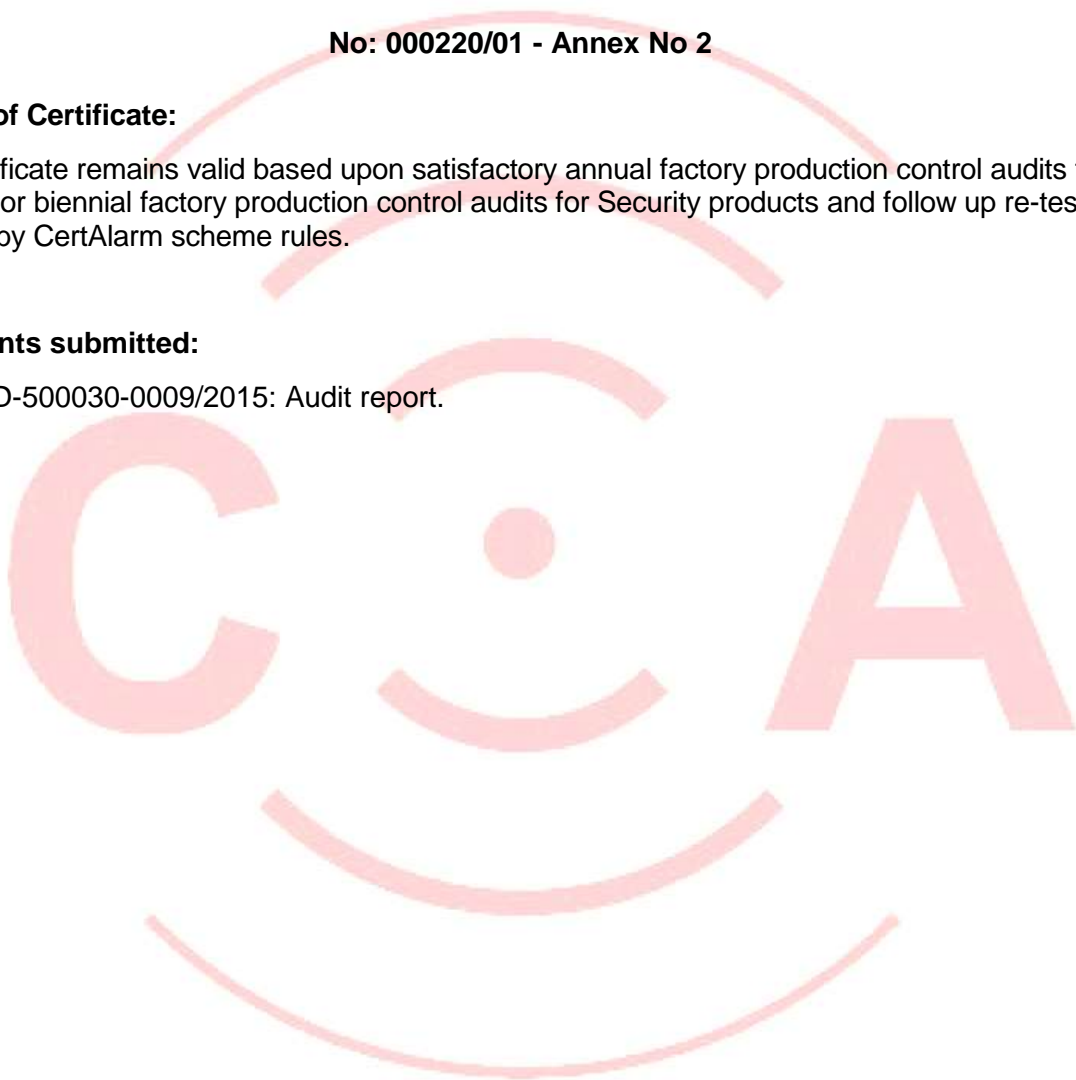 No: 000220/01 - Annex No 2
of Certificate:
ficate remains valid based upon satisfactory annual factory production control audits
or biennial factory production control audits for Security products and follow up re-tes
by CertAlarm scheme rules.
nts submitted:
D-500030-0009/2015: Audit report.
C A